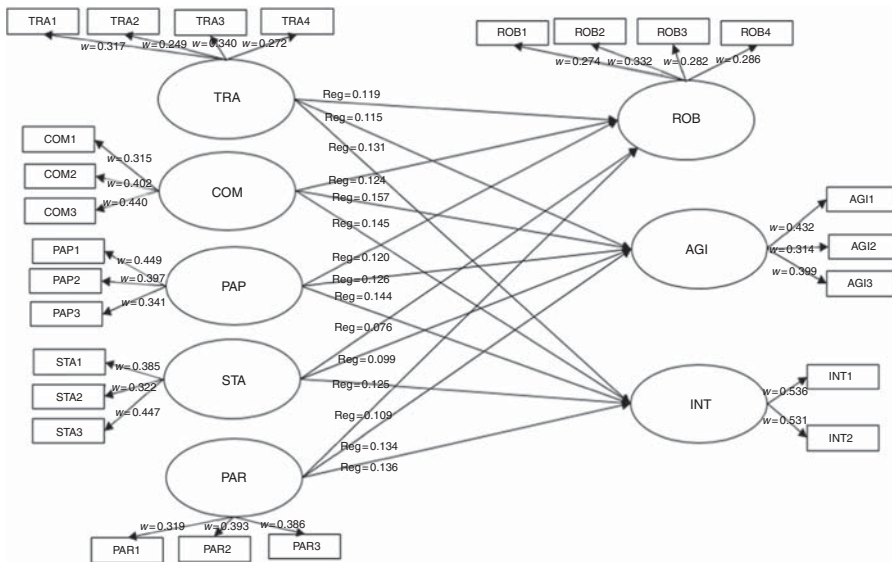 TRA1 TRA2 TRA3 TRA4
w=0.317 w=0.249 w=0.340 w=0.272
TRA
ROB1 ROB2 ROB3 ROB4
w=0.274 w=0.332 w=0.282 w=0.286
ROB
COM1
COM2
COM3
w=0.315
w=0.402
w=0.440
COM
PAP1
PAP2
PAP3
w=0.449
w=0.397
w=0.341
PAP
STA1
STA2
STA3
w=0.385
w=0.322
w=0.447
STA
PAR
w=0.319 w=0.393 w=0.386
PAR1 PAR2 PAR3
Reg=0.119
Reg=0.115
Reg=0.131
Reg=0.124
Reg=0.157
Reg=0.145
Reg=0.120
Reg=0.126
Reg=0.144
Reg=0.076
Reg=0.099
Reg=0.125
Reg=0.109
Reg=0.134
Reg=0.136
AGI
w=0.432
w=0.314
w=0.399
AGI1
AGI2
AGI3
INT
w=0.536
w=0.531
INT1
INT2